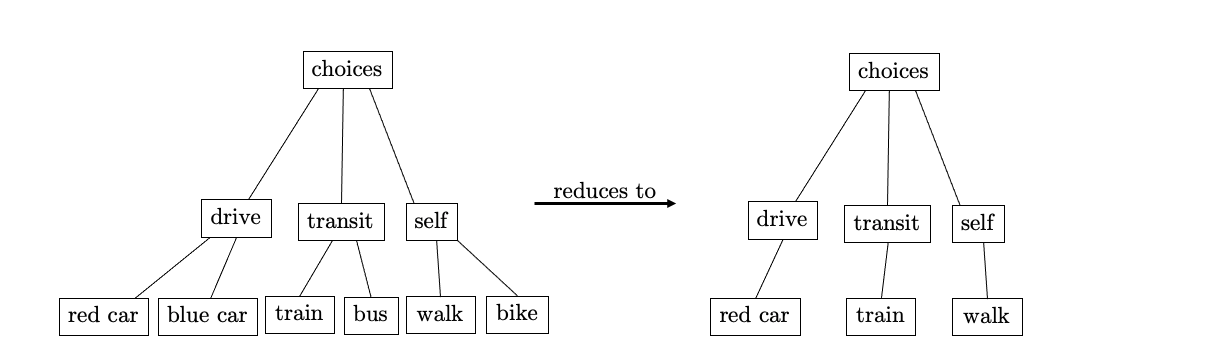 choices
drive
transit
self
red car
blue car
train
bus
walk
bike
reduces to
choices
drive
transit
self
red car
train
walk